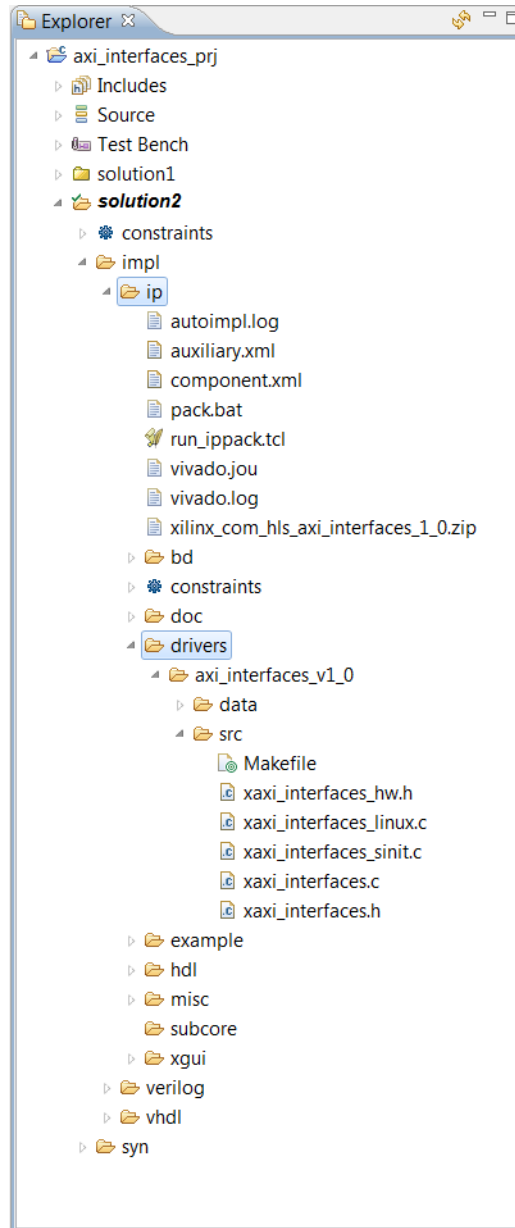 Explorer
axi_interfaces_prj
Includes
Source
Test Bench
solution1
solution2
constraints
impl
ip
autoimpl.log
auxiliary.xml
component.xml
pack.bat
run_ippack.tcl
vivado.jou
vivado.log
xilinx_com_hls_axi_interfaces_1_0.zip
bd
constraints
doc
drivers
axi_interfaces_v1_0
data
src
Makefile
xaxi_interfaces_hw.h
xaxi_interfaces_linux.c
xaxi_interfaces_sinit.c
xaxi_interfaces.c
xaxi_interfaces.h
example
hdl
misc
subcore
xgui
verilog
vhdl
syn